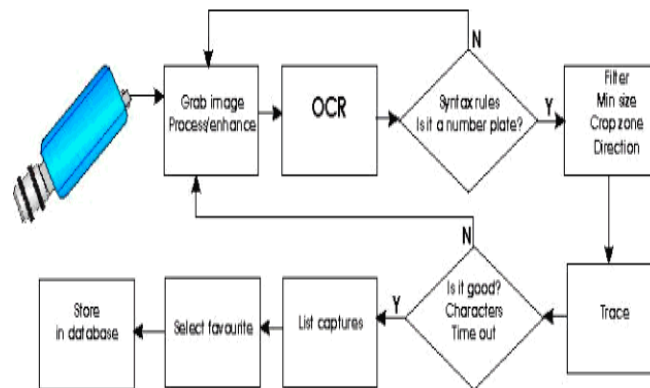 N
Grab image
Process/enhance
OCR
Syntax rules
Is it a number plate?
Y
Filter
Min size
Crop zone
Direction
N
Trace
Is it good?
Characters
Time out
Y
List captures
Select favourite
Store
in database